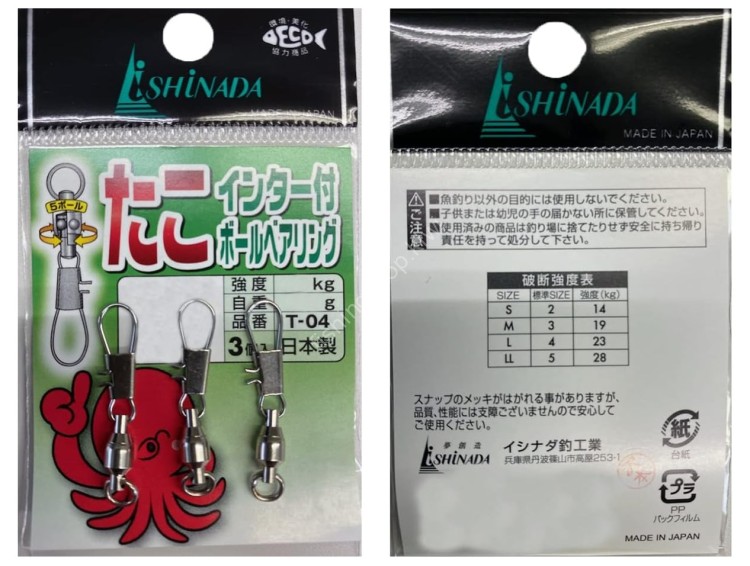 環境・美化
ECO
協力商品
ISHiNADA
MADE IN JAPAN
5ボール
たこ
インター付
ボールベアリング
強度 kg
自重 g
品番 T-04
3個入 日本製
ISHiNADA
MADE IN JAPAN
ご注意
■魚釣り以外の目的には使用しないでください。
■子供または幼児の手の届かない所に保管してください。
■使用済みの商品は釣り場に捨てたりせず安全に持ち帰り
責任を持って処分して下さい。
破断強度表
SIZE 標準SIZE 強度(kg)
S 2 14
M 3 19
L 4 23
LL 5 28
スナップのメッキがはがれる事がありますが、
品質、性能には支障ございませんので安心して
ご使用ください。
夢創造
ISHiNADA
イシナダ釣工業
兵庫県丹波篠山市高屋253-1
紙
台紙
プラ
PP
パックフィルム
MADE IN JAPAN